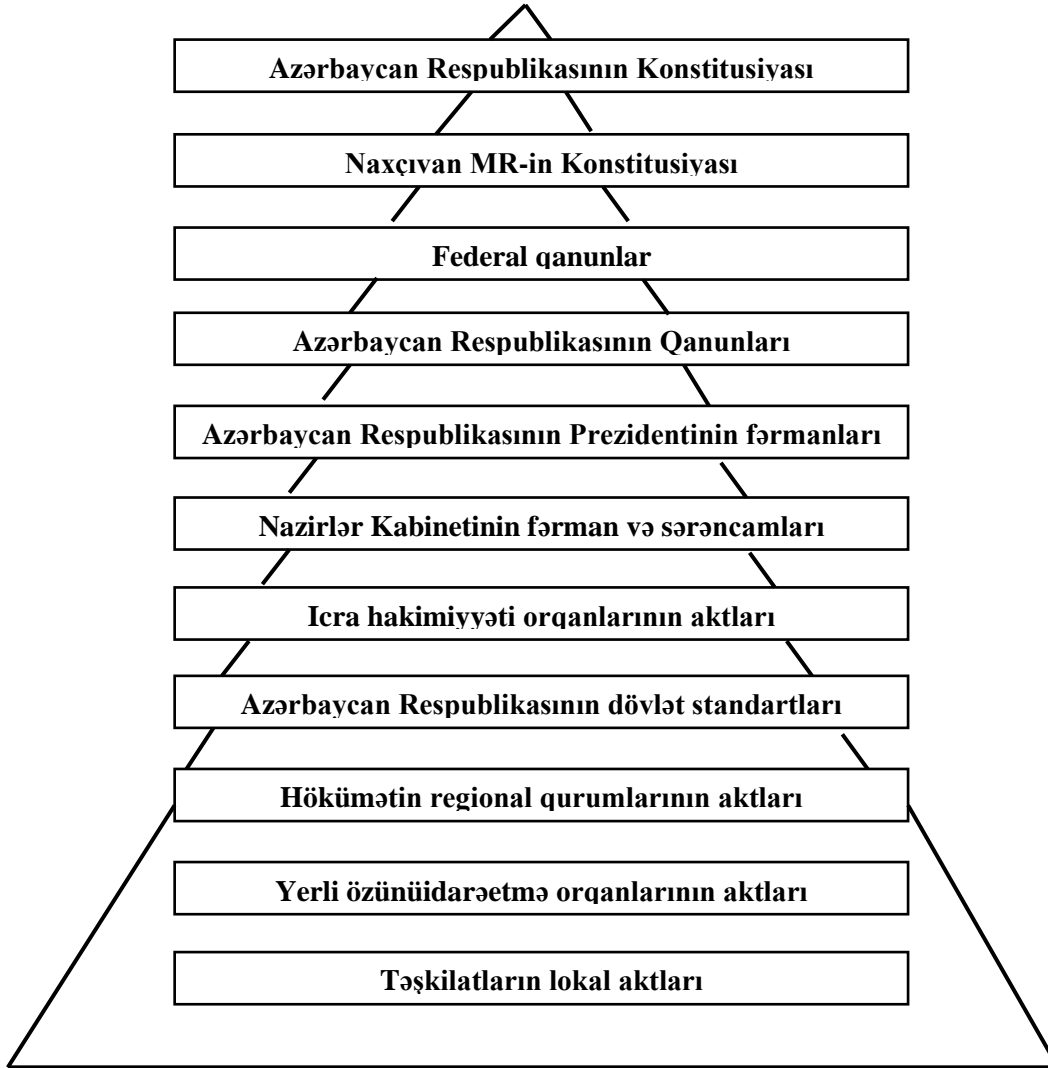 Azərbaycan Respublikasının Konstitusiyası
Naxçıvan MR-in Konstitusiyası
Federal qanunlar
Azərbaycan Respublikasının Qanunları
Azərbaycan Respublikasının Prezidentinin fərmanları
Nazirlər Kabinetinin fərman və sərəncamları
Icra hakimiyyəti orqanlarının aktları
Azərbaycan Respublikasının dövlət standartları
Hökümətin regional qurumlarının aktları
Yerli özünüidarəetmə orqanlarının aktları
Təşkilatların lokal aktları